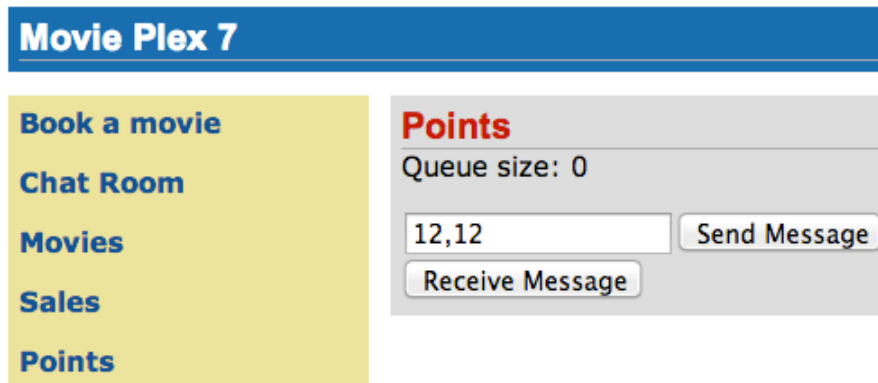 Movie Plex 7
Book a movie
Chat Room
Movies
Sales
Points
Points
Queue size: 0
12,12 Send Message
Receive Message